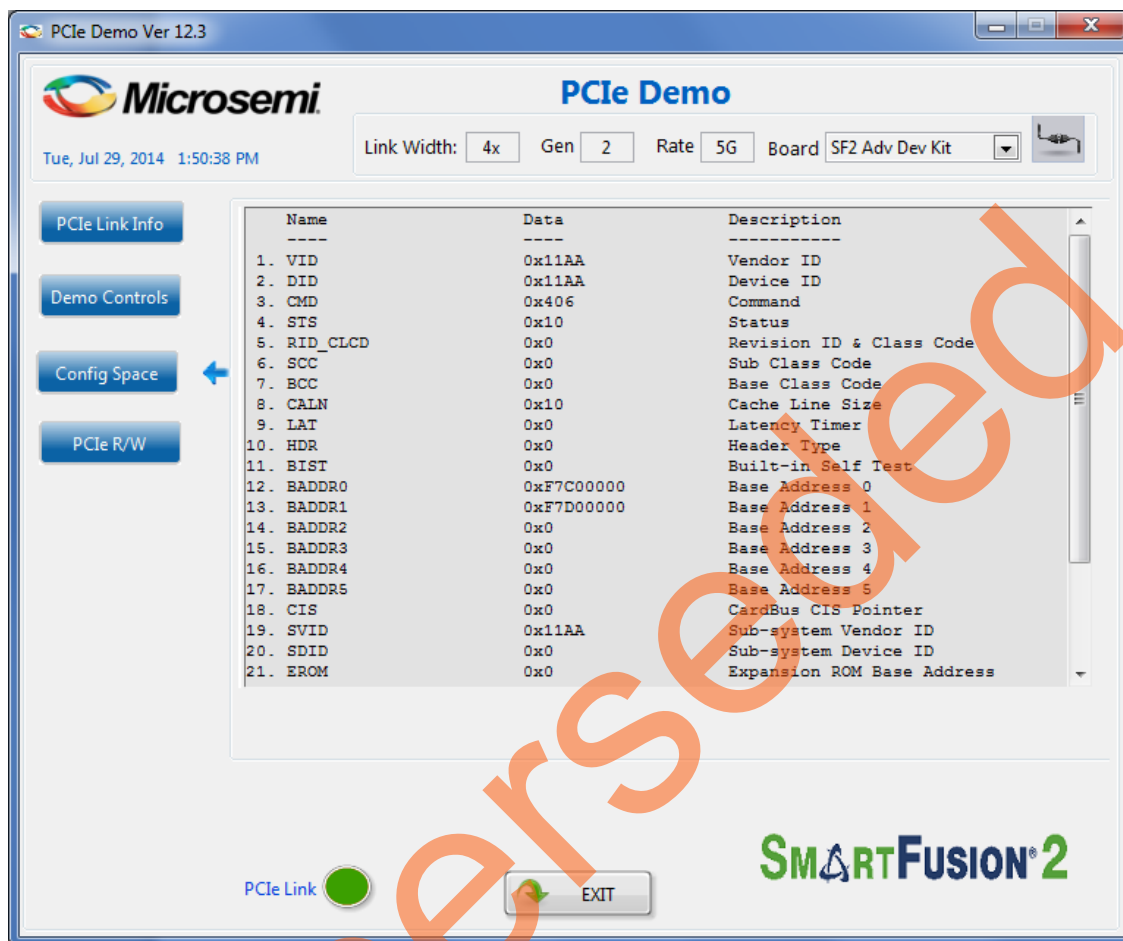 PCIe Demo Ver 12.3
Microsemi.
PCIe Demo
Tue, Jul 29, 2014 1:50:38 PM
Link Width: 4x Gen 2 Rate 5G Board SF2 Adv Dev Kit
PCIe Link Info
Demo Controls
Config Space
PCIe R/W
Name Data Description
---- ---- -----------
1. VID 0x11AA Vendor ID
2. DID 0x11AA Device ID
3. CMD 0x406 Command
4. STS 0x10 Status
5. RID_CLCD 0x0 Revision ID & Class Code
6. SCC 0x0 Sub Class Code
7. BCC 0x0 Base Class Code
8. CALN 0x10 Cache Line Size
9. LAT 0x0 Latency Timer
10. HDR 0x0 Header Type
11. BIST 0x0 Built-in Self Test
12. BADDR0 0xF7C00000 Base Address 0
13. BADDR1 0xF7D00000 Base Address 1
14. BADDR2 0x0 Base Address 2
15. BADDR3 0x0 Base Address 3
16. BADDR4 0x0 Base Address 4
17. BADDR5 0x0 Base Address 5
18. CIS 0x0 CardBus CIS Pointer
19. SVID 0x11AA Sub-system Vendor ID
20. SDID 0x0 Sub-system Device ID
21. EROM 0x0 Expansion ROM Base Address
SMARTFUSION®2
PCIe Link
EXIT
erseded